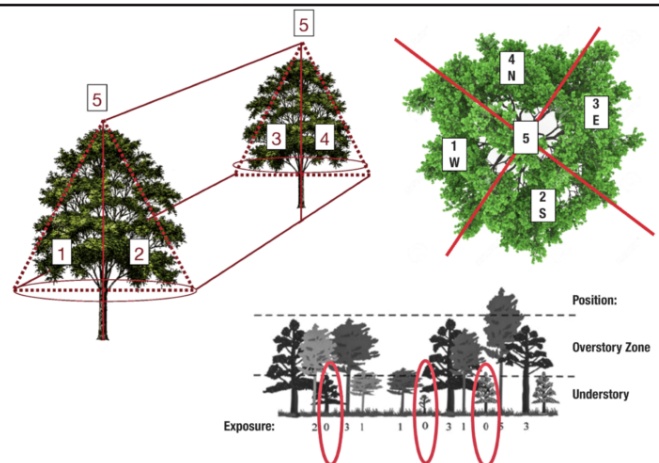 5
5
3 4
1 2
4
N
3
E
5
1
W
2
S
Position:
Overstory Zone
Understory
Exposure: 2 0 3 1 1 0 3 1 0 5 3